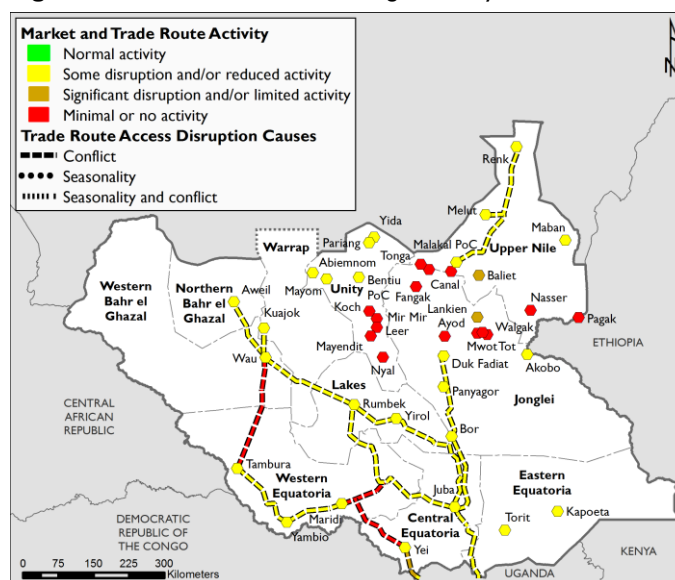 Market and Trade Route Activity
Normal activity
Some disruption and/or reduced activity
Significant disruption and/or limited activity
Minimal or no activity
Trade Route Access Disruption Causes
Conflict
Seasonality
Seasonality and conflict
Renk
Melut
Maban
Yida
Pariang
Tonga
Malakal PoC
Upper Nile
Warrap
Abiemnom
Bentiu
PoC
Unity
Mayom
Canal
Baliet
Fangak
Nasser
Pagak
Western
Bahr el
Ghazal
Northern
Bahr el
Ghazal
Aweil
Kuajok
Koch
Mir Mir
Leer
Lankien
Ayod
Walgak
Mwot Tot
ETHIOPIA
Mayendit
Nyal
Duk Fadiat
Akobo
Wau
Lakes
Panyagor
Jonglei
CENTRAL
AFRICAN
REPUBLIC
Rumbek
Yirol
Bor
Tambura
Western
Equatoria
Juba
Eastern
Equatoria
Maridi
Central
Equatoria
Kapoeta
Torit
Yambio
Yei
DEMOCRATIC
REPUBLIC OF
THE CONGO
UGANDA
KENYA
0 75 150 225 300
Kilometers